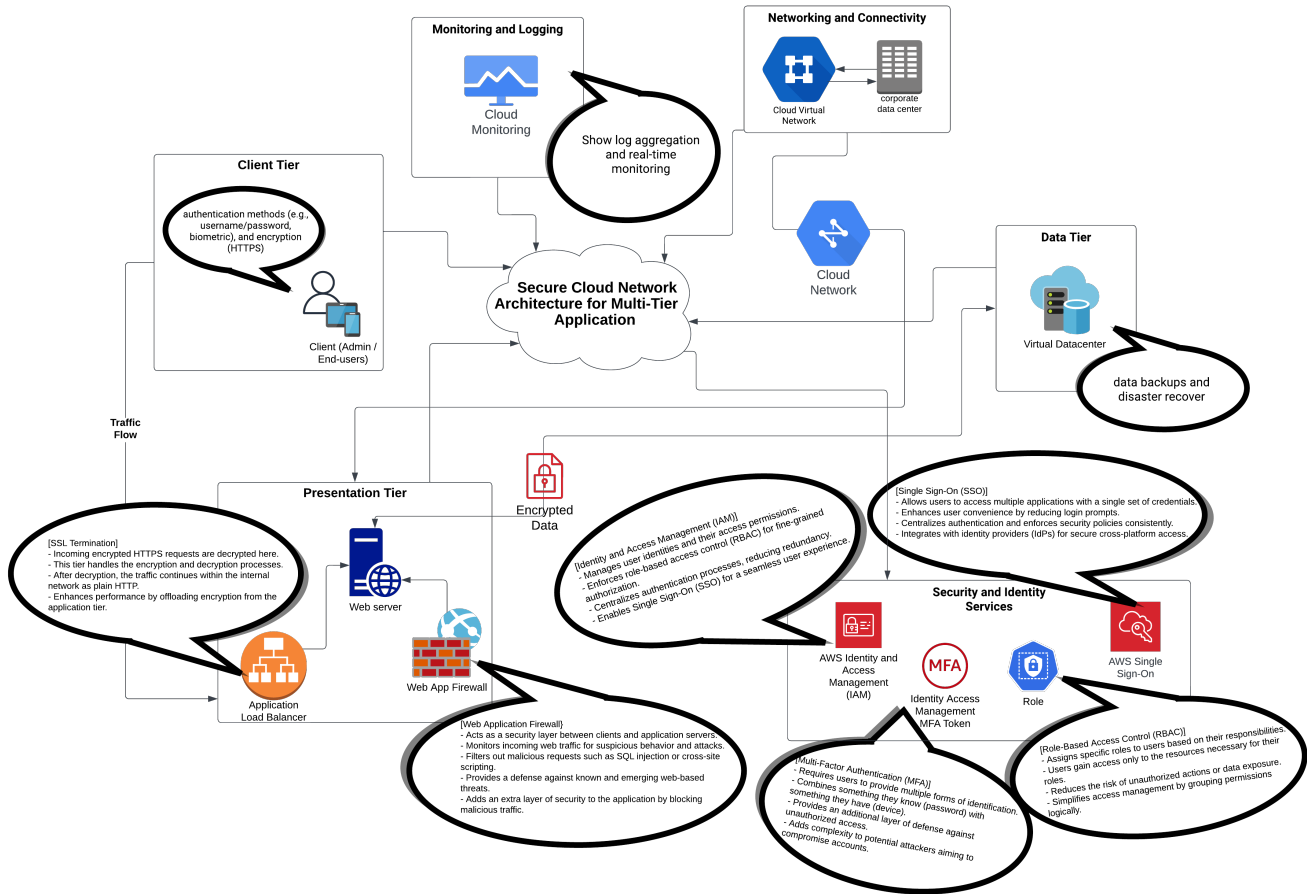 Monitoring and Logging
Cloud
Monitoring
Show log aggregation
and real-time
monitoring
Networking and Connectivity
Cloud Virtual
Network
corporate
data center
Client Tier
authentication methods (e.g.,
username/password,
biometric), and encryption
(HTTPS)
Client (Admin /
End-users)
Secure Cloud Network
Architecture for Multi-Tier
Application
Cloud
Network
Data Tier
Virtual Datacenter
data backups and
disaster recover
Traffic
Flow
Presentation Tier
Web server
Web App Firewall
Application
Load Balancer
[SSL Termination]
- Incoming encrypted HTTPS requests are decrypted here.
- This tier handles the encryption and decryption processes.
- After decryption, the traffic continues within the internal
network as plain HTTP.
- Enhances performance by offloading encryption from the
application tier.
Encrypted
Data
[Web Application Firewall}
- Acts as a security layer between clients and application servers.
- Monitors incoming web traffic for suspicious behavior and attacks.
- Filters out malicious requests such as SQL injection or cross-site
scripting.
- Provides a defense against known and emerging web-based
threats.
- Adds an extra layer of security to the application by blocking
malicious traffic.
[Identity and Access Management (IAM)]
- Manages user identities and their access permissions.
- Enforces role-based access control (RBAC) for fine-grained
authorization.
- Centralizes authentication processes, reducing redundancy.
- Enables Single Sign-On (SSO) for a seamless user experience.
[Single Sign-On (SSO)]
- Allows users to access multiple applications with a single set of credentials.
- Enhances user convenience by reducing login prompts.
- Centralizes authentication and enforces security policies consistently.
- Integrates with identity providers (IdPs) for secure cross-platform access.
Security and Identity
Services
AWS Identity and
Access
Management
(IAM)
MFA
Identity Access
Management
MFA Token
Role
AWS Single
Sign-On
[Multi-Factor Authentication (MFA)]
- Requires users to provide multiple forms of identification.
- Combines something they know (password) with
something they have (device).
- Provides an additional layer of defense against
unauthorized access.
- Adds complexity to potential attackers aiming to
compromise accounts.
[Role-Based Access Control (RBAC)]
- Assigns specific roles to users based on their responsibilities.
- Users gain access only to the resources necessary for their
roles.
- Reduces the risk of unauthorized actions or data exposure.
- Simplifies access management by grouping permissions
logically.